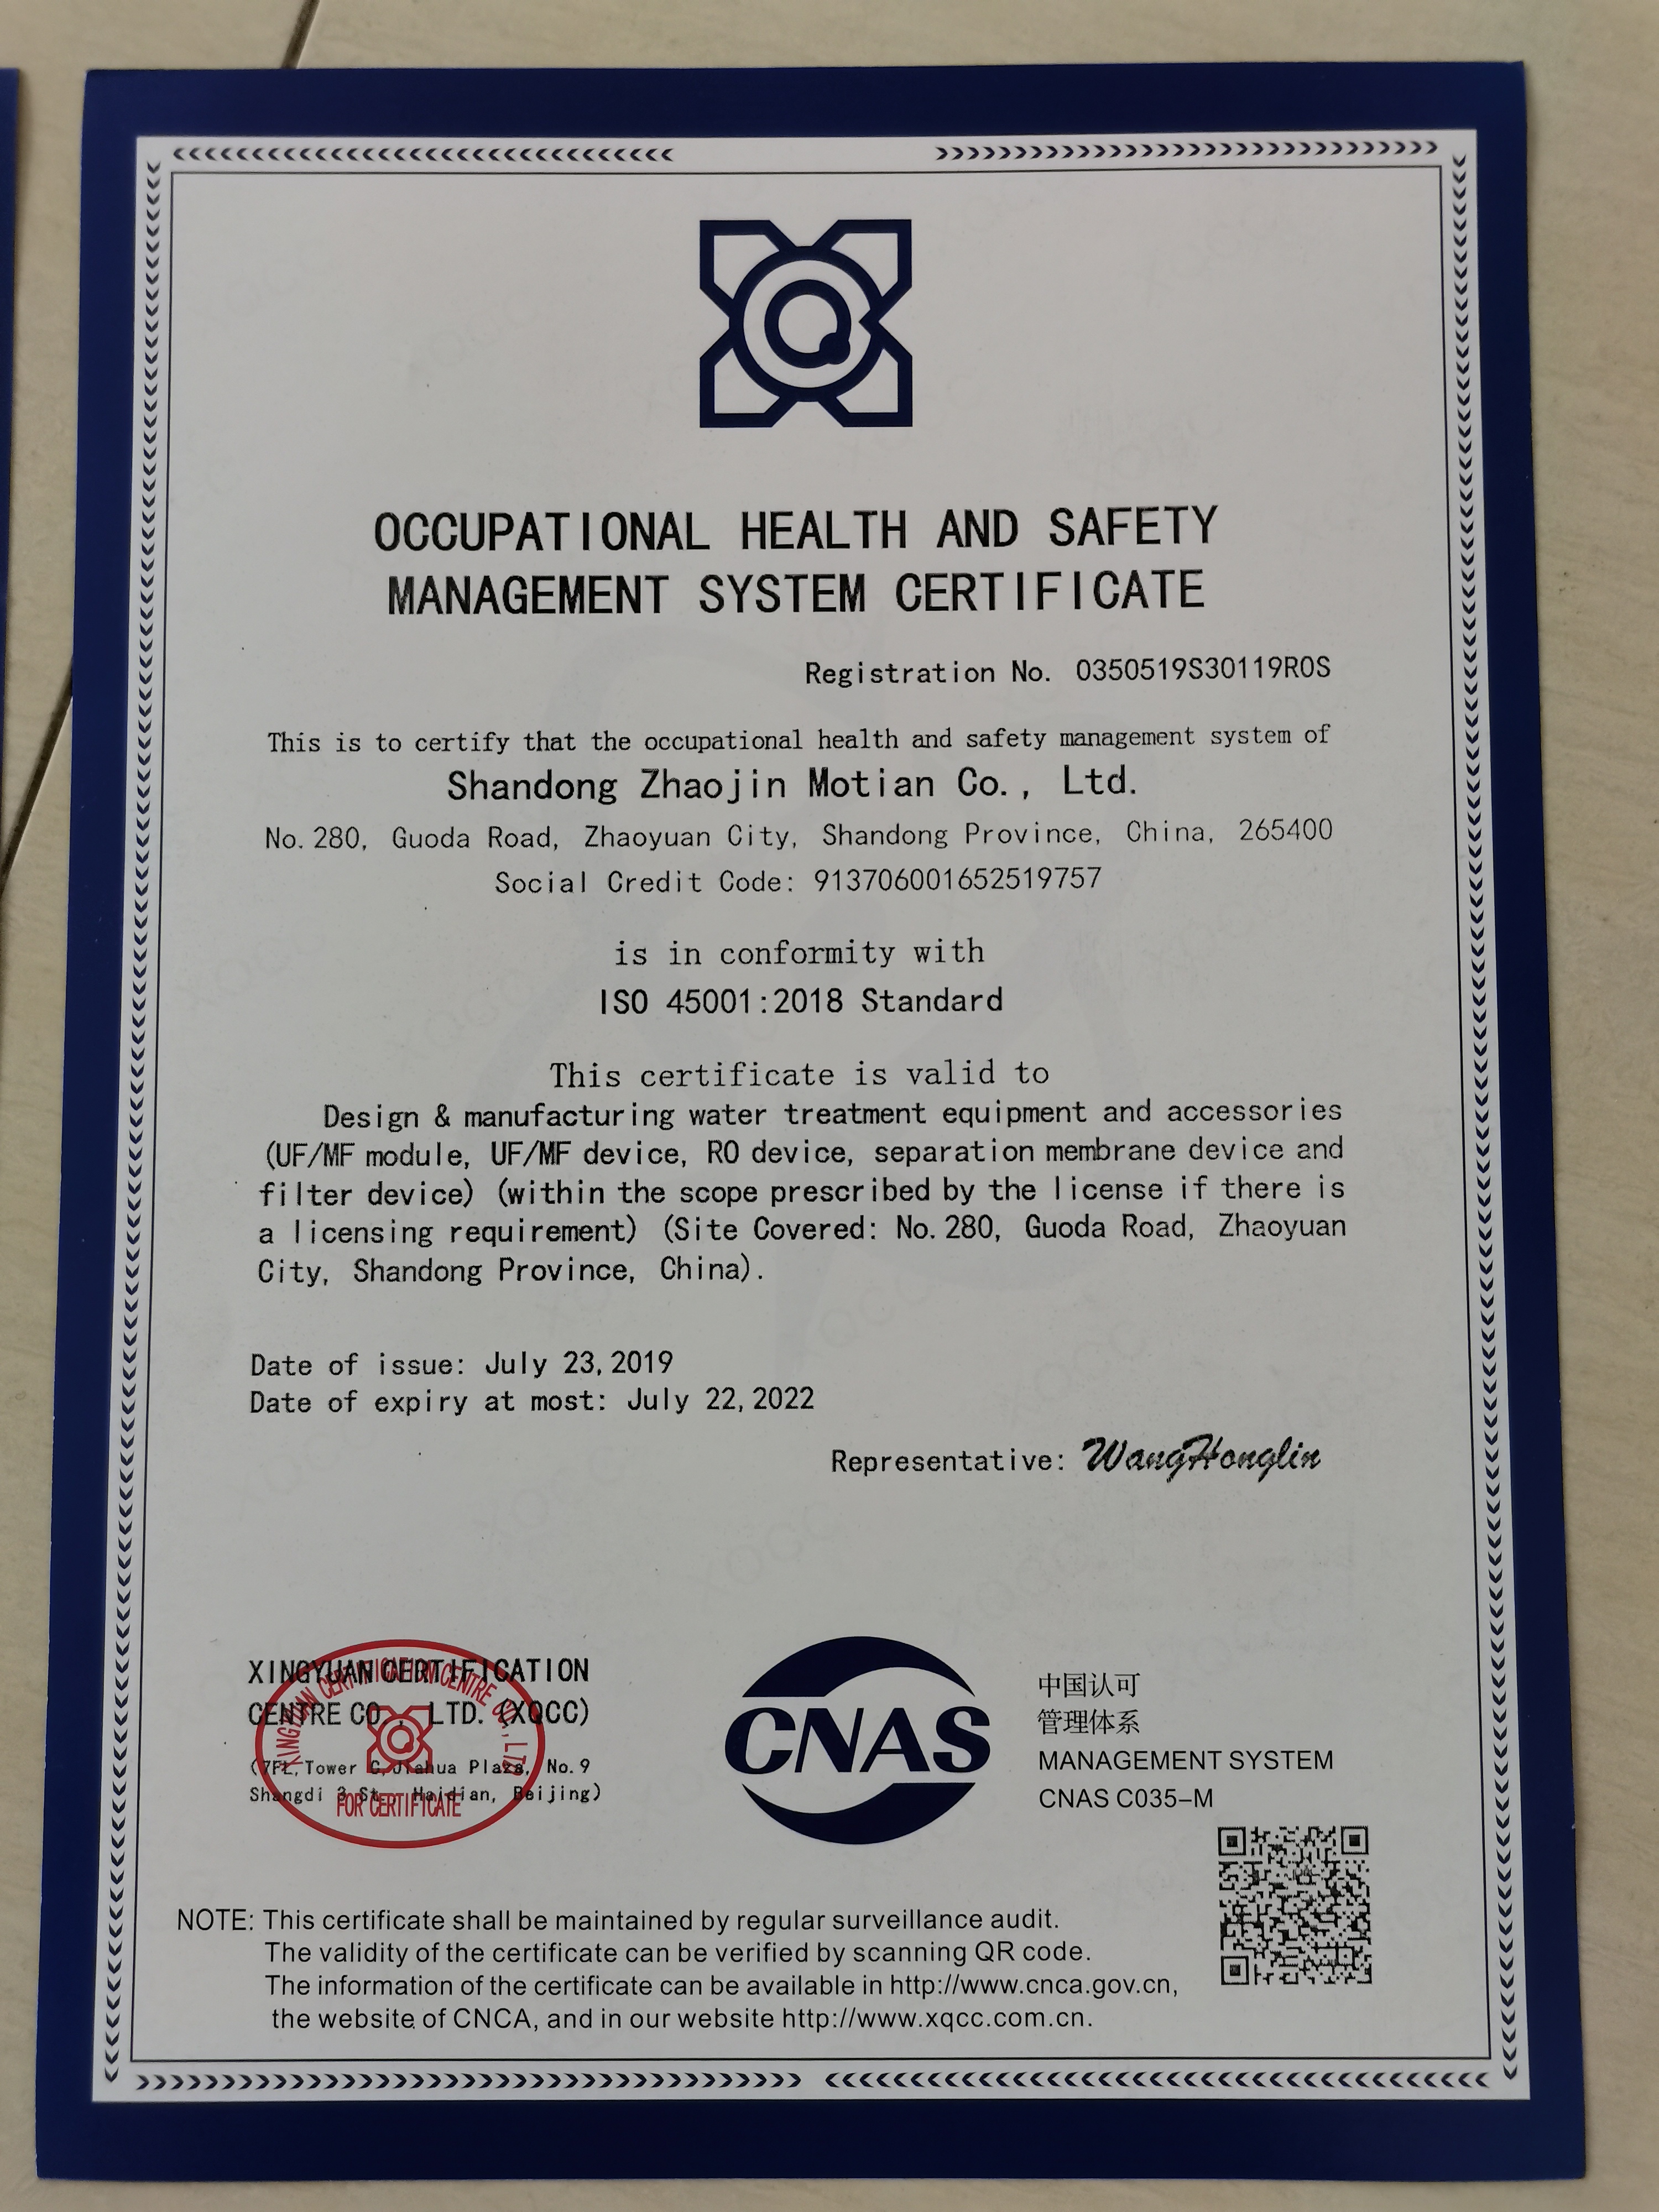 OCCUPATIONAL HEALTH AND SAFETY
MANAGEMENT SYSTEM CERTIFICATE
Registration No. 0350519S30119R0S
This is to certify that the occupational health and safety management system of
Shandong Zhaojin Motian Co., Ltd.
No.280, Guoda Road, Zhaoyuan City, Shandong Province, China, 265400
Social Credit Code: 913706001652519757
is in conformity with
ISO 45001:2018 Standard
This certificate is valid to
Design & manufacturing water treatment equipment and accessories
(UF/MF module, UF/MF device, RO device, separation membrane device and
filter device) (within the scope prescribed by the license if there is
a licensing requirement) (Site Covered: No.280, Guoda Road, Zhaoyuan
City, Shandong Province, China).
Date of issue: July 23,2019
Date of expiry at most: July 22,2022
Representative: WangHonglin
XINGYUAN CERTIFICATION
CENTRE CO., LTD. (XQCC)
(7FL,Tower C,Jiahua Plaza, No.9
Shangdi 3 St., Haidian, Beijing)
XINGYUAN CERTIFICATION CENTRE CO., LTD
FOR CERTIFICATE
CNAS
中国认可
管理体系
MANAGEMENT SYSTEM
CNAS C035-M
NOTE: This certificate shall be maintained by regular surveillance audit.
The validity of the certificate can be verified by scanning QR code.
The information of the certificate can be available in http://www.cnca.gov.cn,
the website of CNCA, and in our website http://www.xqcc.com.cn.